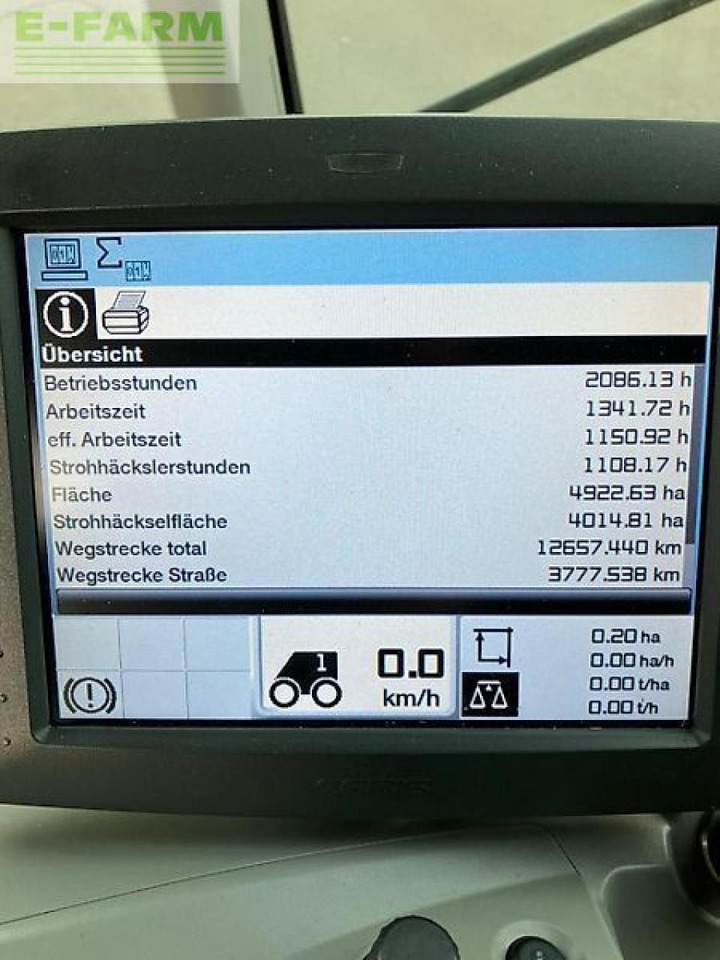 E-FARM
Übersicht
Betriebsstunden 2086.13 h
Arbeitszeit 1341.72 h
eff. Arbeitszeit 1150.92 h
Strohhäckslerstunden 1108.17 h
Fläche 4922.63 ha
Strohhäckselfläche 4014.81 ha
Wegstrecke total 12657.440 km
Wegstrecke Straße 3777.538 km
1
0.0
km/h
0.20 ha
0.00 ha/h
0.00 t/ha
0.00 t/h